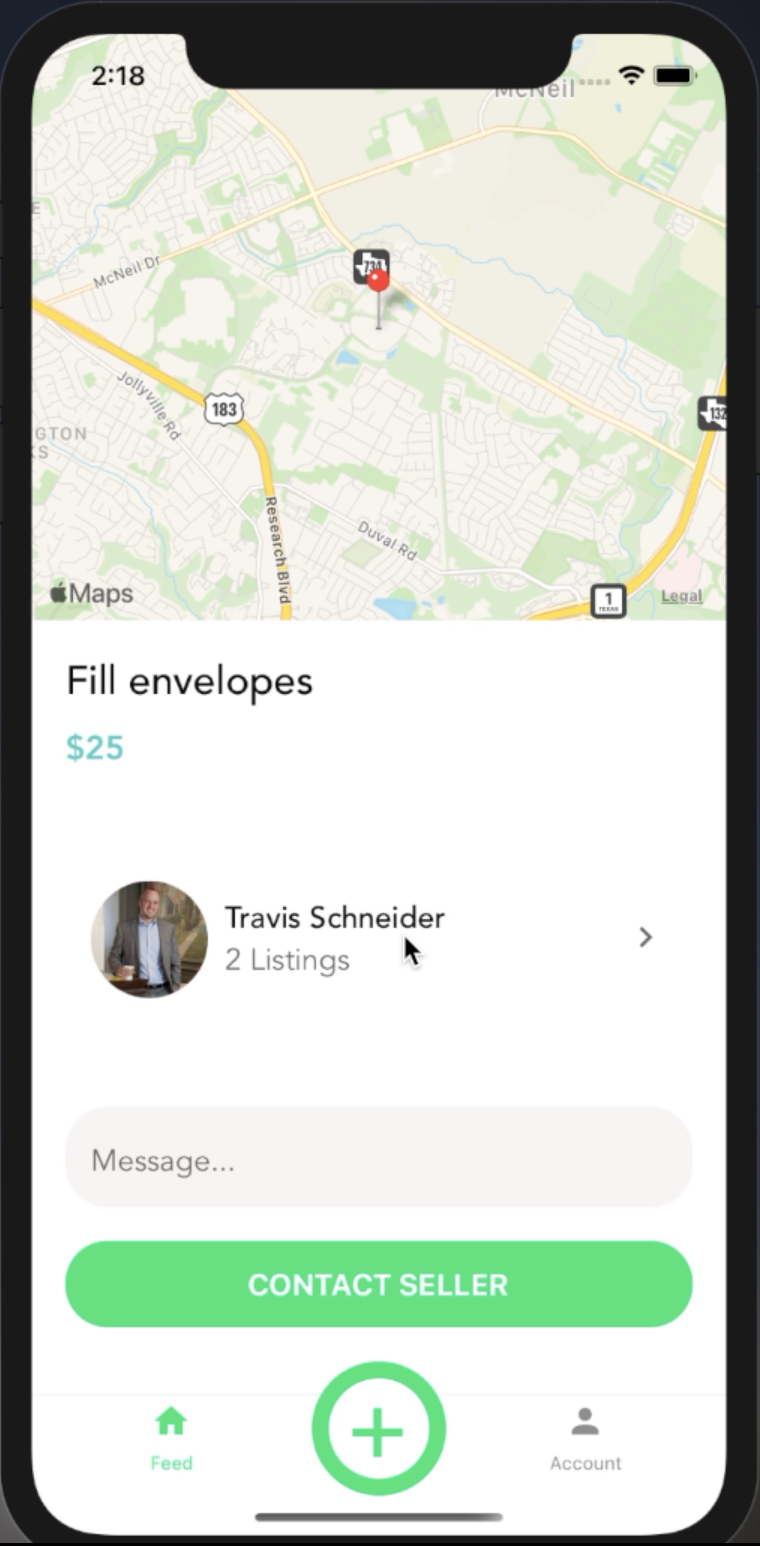 2:18
McNeil
E
734
McNeil Dr
Jollyville Rd
183
132
GTON
KS
Research Blvd
Duval Rd
Maps
1
TEXAS
Legal
Fill envelopes
$25
Travis Schneider
2 Listings
Message...
CONTACT SELLER
Feed
Account